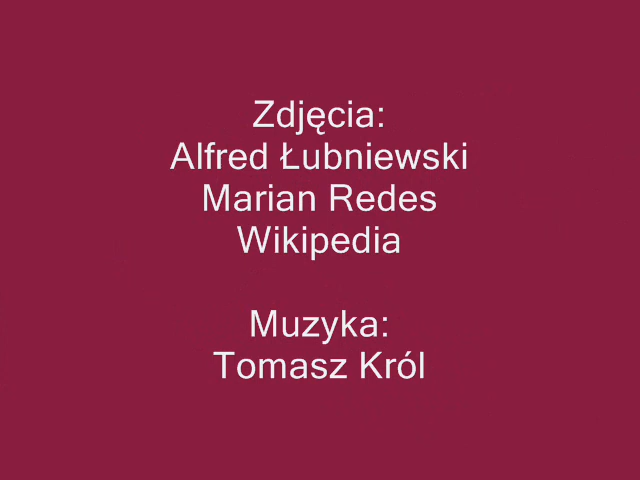 Zdjęcia:
Alfred Łubniewski
Marian Redes
Wikipedia
Muzyka:
Tomasz Król